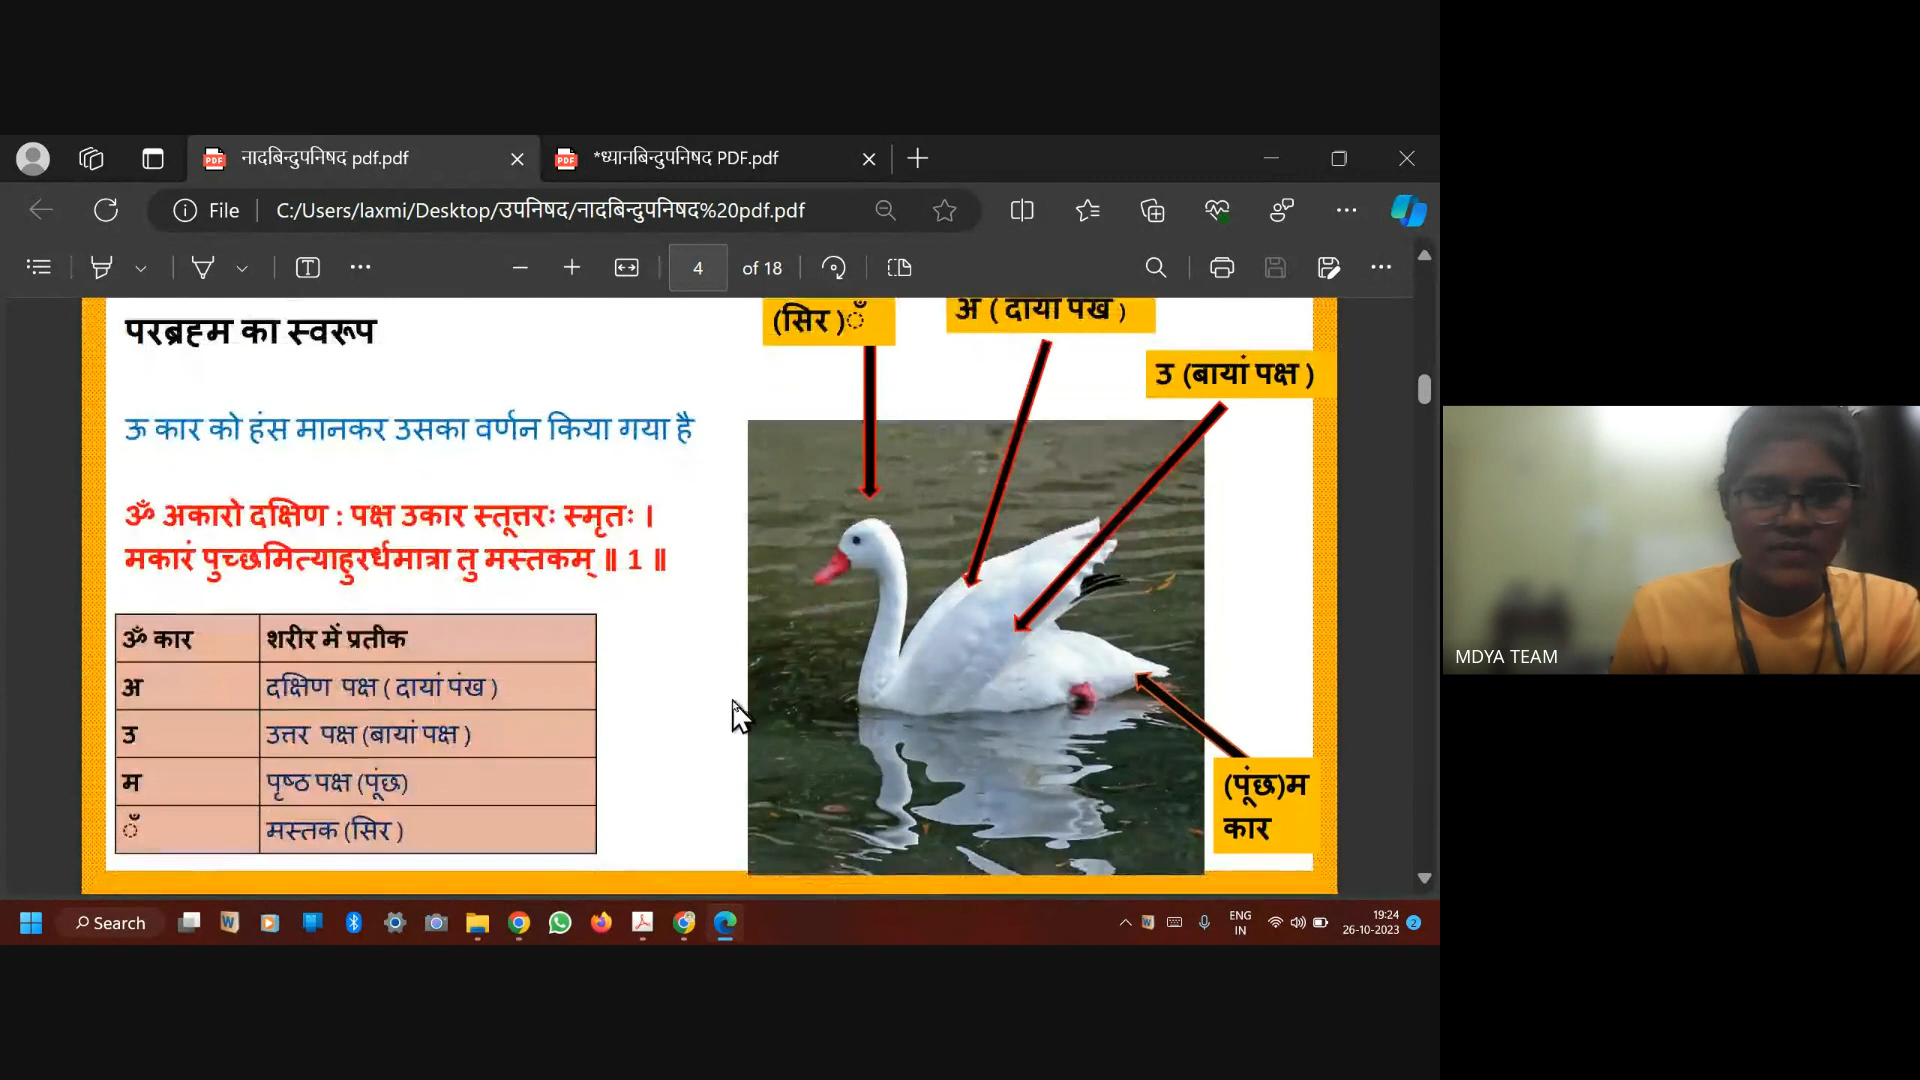 नादबिन्दुपनिषद pdf.pdf
*ध्यानबिन्दुपनिषद PDF.pdf
File
C:/Users/laxmi/Desktop/उपनिषद/नादबिन्दुपनिषद%20pdf.pdf
4 of 18
परब्रह्म का स्वरूप
(सिर )ँ
अ ( दायां पंख )
उ (बायां पक्ष )
ऊ कार को हंस मानकर उसका वर्णन किया गया है
ॐ अकारो दक्षिण : पक्ष उकार स्तूत्तरः स्मृतः ।
मकारं पुच्छमित्याहुरर्धमात्रा तु मस्तकम् ॥ 1 ॥
ॐ कार शरीर में प्रतीक
अ दक्षिण पक्ष ( दायां पंख )
उ उत्तर पक्ष (बायां पक्ष )
म पृष्ठ पक्ष (पूंछ)
ँ मस्तक (सिर )
(पूंछ)म
कार
MDYA TEAM
Search
ENG
IN
19:24
26-10-2023
2